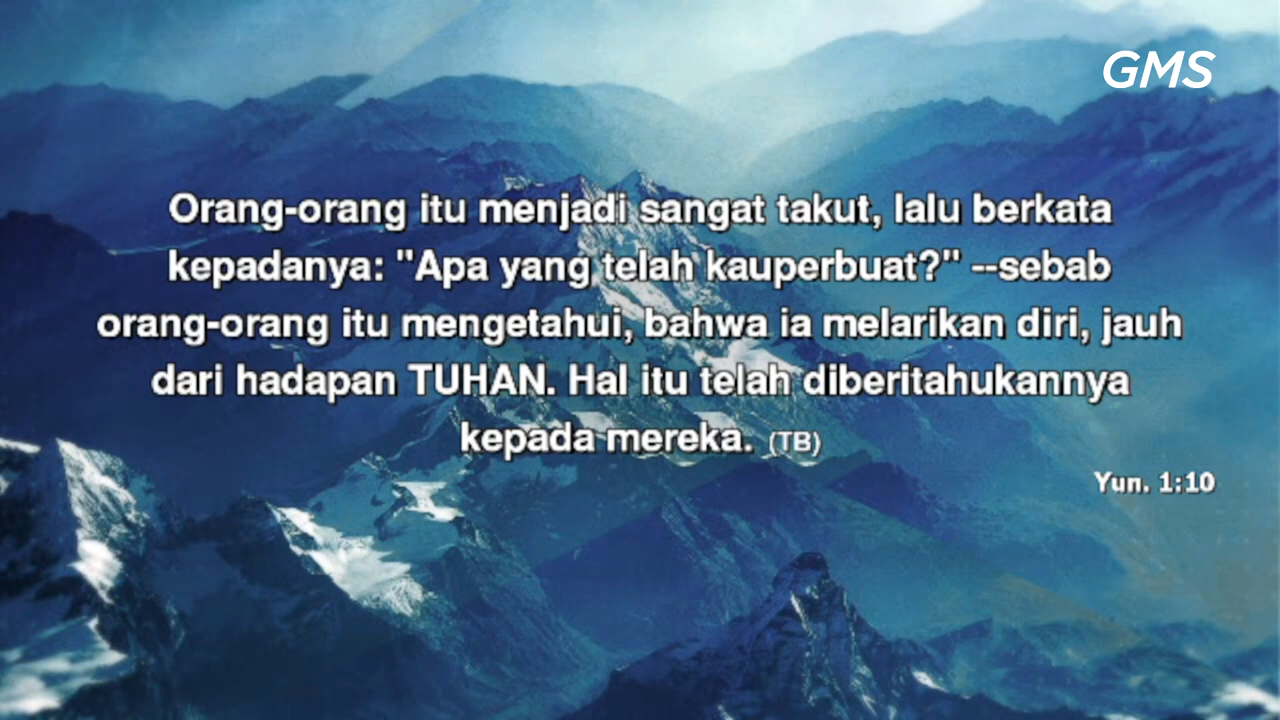 GMS
Orang-orang itu menjadi sangat takut, lalu berkata
kepadanya: "Apa yang telah kauperbuat?" --sebab
orang-orang itu mengetahui, bahwa ia melarikan diri, jauh
dari hadapan TUHAN. Hal itu telah diberitahukannya
kepada mereka. (TB)
Yun. 1:10